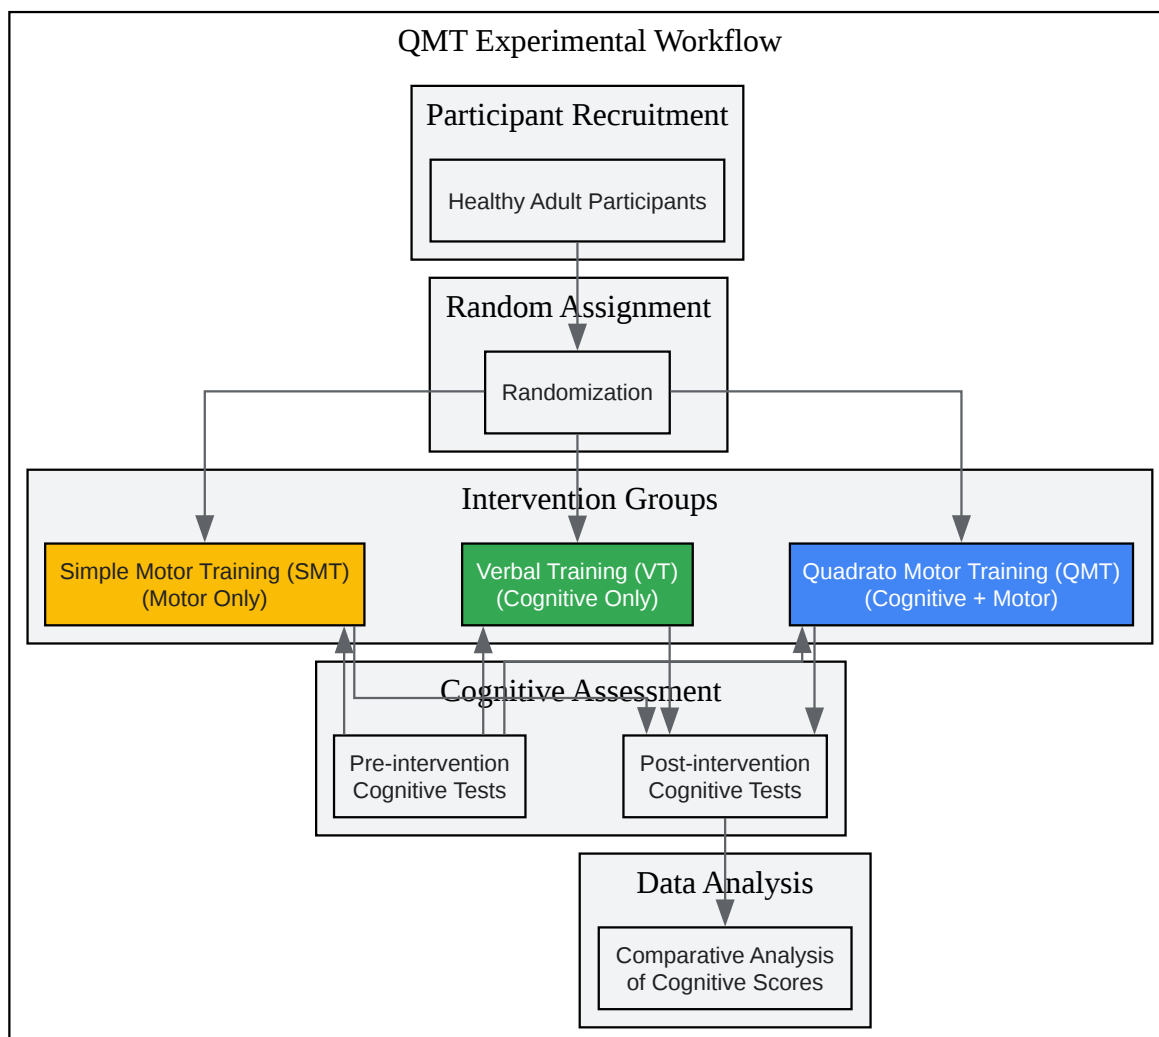 QMT Experimental Workflow
Participant Recruitment
Healthy Adult Participants
Random Assignment
Randomization
Intervention Groups
Simple Motor Training (SMT)
(Motor Only)
Verbal Training (VT)
(Cognitive Only)
Quadrato Motor Training (QMT)
(Cognitive + Motor)
Cognitive Assessment
Pre-intervention
Cognitive Tests
Post-intervention
Cognitive Tests
Data Analysis
Comparative Analysis
of Cognitive Scores